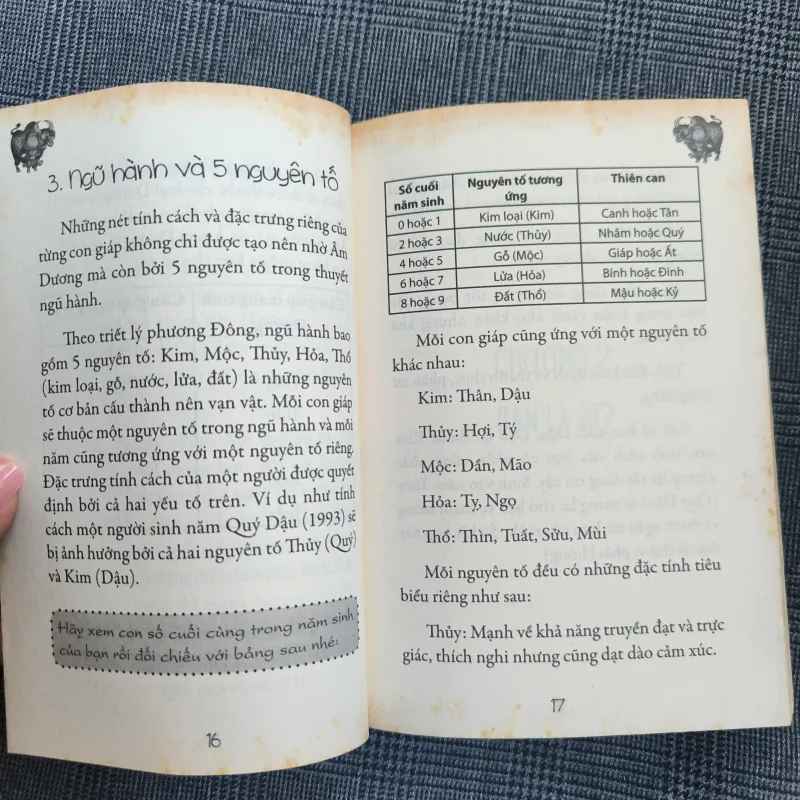 3. Ngũ hành và 5 nguyên tố
Những nét tính cách và đặc trưng riêng của
từng con giáp không chỉ được tạo nên nhờ Âm
Dương mà còn bởi 5 nguyên tố trong thuyết
ngũ hành.
Theo triết lý phương Đông, ngũ hành bao
gồm 5 nguyên tố: Kim, Mộc, Thủy, Hỏa, Thổ
(kim loại, gỗ, nước, lửa, đất) là những nguyên
tố cơ bản cấu thành nên vạn vật. Mỗi con giáp
sẽ thuộc một nguyên tố trong ngũ hành và mỗi
năm cũng tương ứng với một nguyên tố riêng.
Đặc trưng tính cách của một người được quyết
định bởi cả hai yếu tố trên. Ví dụ như tính
cách một người sinh năm Quý Dậu (1993) sẽ
bị ảnh hưởng bởi cả hai nguyên tố Thủy (Quý)
và Kim (Dậu).
Hãy xem con số cuối cùng trong năm sinh
của bạn rồi đối chiếu với bảng sau nhé:
16
Số cuối năm sinh Nguyên tố tương ứng Thiên can
0 hoặc 1 Kim loại (Kim) Canh hoặc Tân
2 hoặc 3 Nước (Thủy) Nhâm hoặc Quý
4 hoặc 5 Gỗ (Mộc) Giáp hoặc Ất
6 hoặc 7 Lửa (Hỏa) Bính hoặc Đinh
8 hoặc 9 Đất (Thổ) Mậu hoặc Kỷ
Mỗi con giáp cũng ứng với một nguyên tố
khác nhau:
Kim: Thân, Dậu
Thủy: Hợi, Tý
Mộc: Dần, Mão
Hỏa: Tỵ, Ngọ
Thổ: Thìn, Tuất, Sửu, Mùi
Mỗi nguyên tố đều có những đặc tính tiêu
biểu riêng như sau:
Thủy: Mạnh về khả năng truyền đạt và trực
giác, thích nghi nhưng cũng dạt dào cảm xúc.
17